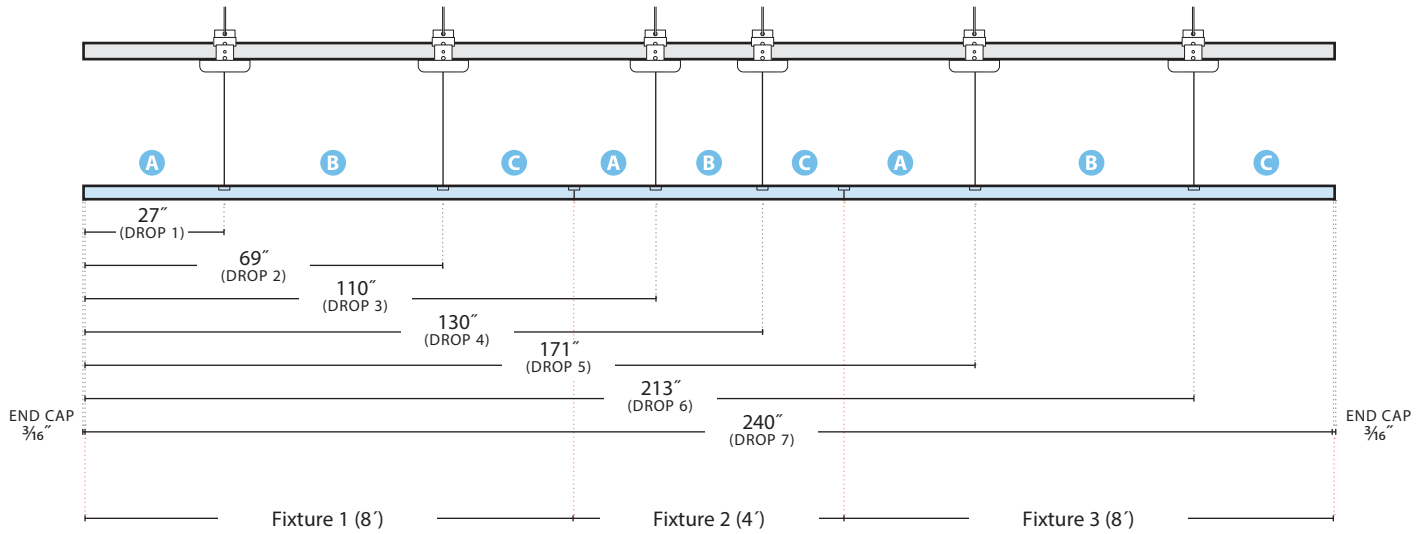 A B C A B C A B C
27˝
(DROP 1)
69˝
(DROP 2)
110˝
(DROP 3)
130˝
(DROP 4)
171˝
(DROP 5)
213˝
(DROP 6)
240˝
(DROP 7)
END CAP
3⁄16˝
END CAP
3⁄16˝
Fixture 1 (8´) Fixture 2 (4´) Fixture 3 (8´)